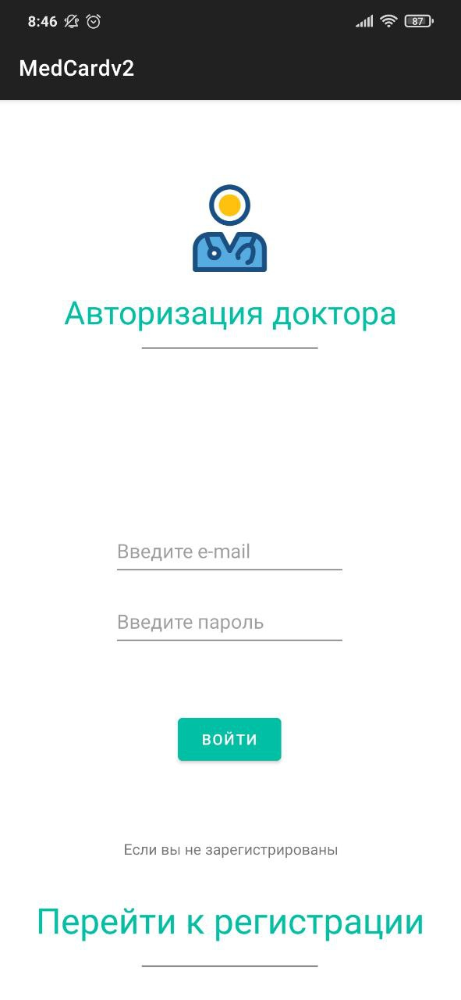 8:46
87
MedCardv2
Авторизация доктора
Введите e-mail
Введите пароль
ВОЙТИ
Если вы не зарегистрированы
Перейти к регистрации